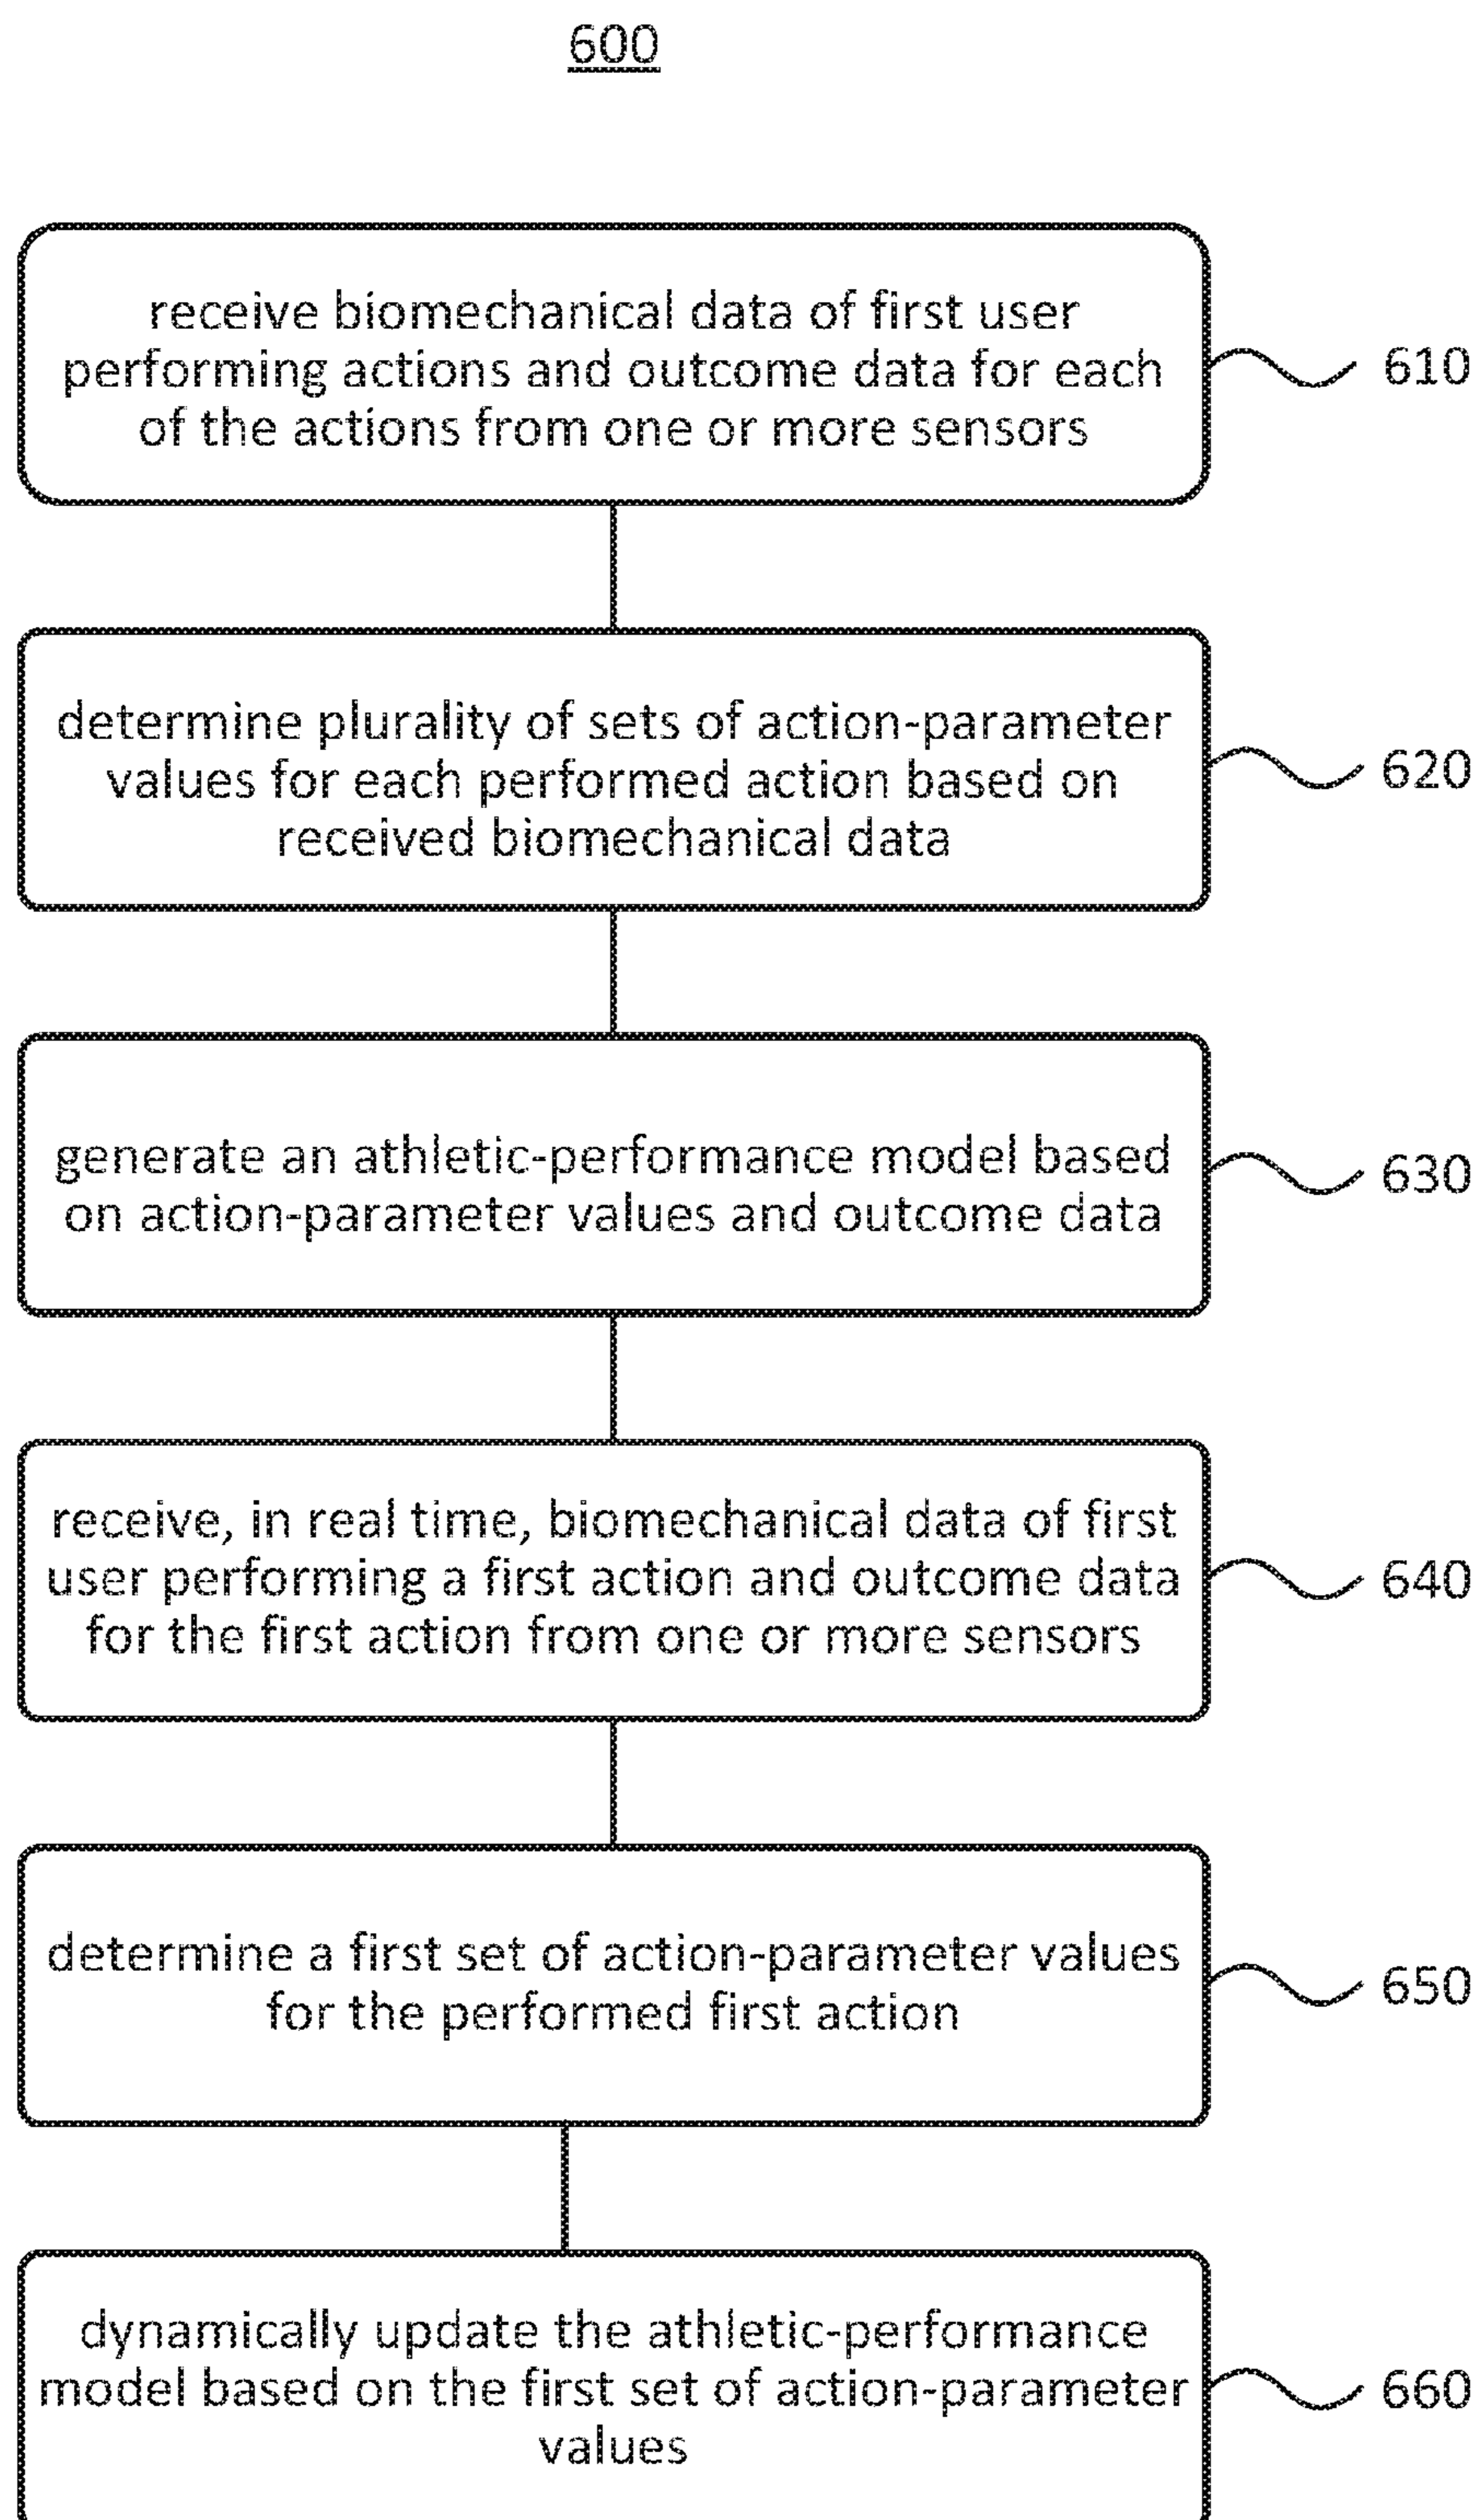 600
receive biomechanical data of first user
performing actions and outcome data for each
of the actions from one or more sensors
610
determine plurality of sets of action-parameter
values for each performed action based on
received biomechanical data
620
generate an athletic-performance model based
on action-parameter values and outcome data
630
receive, in real time, biomechanical data of first
user performing a first action and outcome data
for the first action from one or more sensors
640
determine a first set of action-parameter values
for the performed first action
650
dynamically update the athletic-performance
model based on the first set of action-parameter
values
660